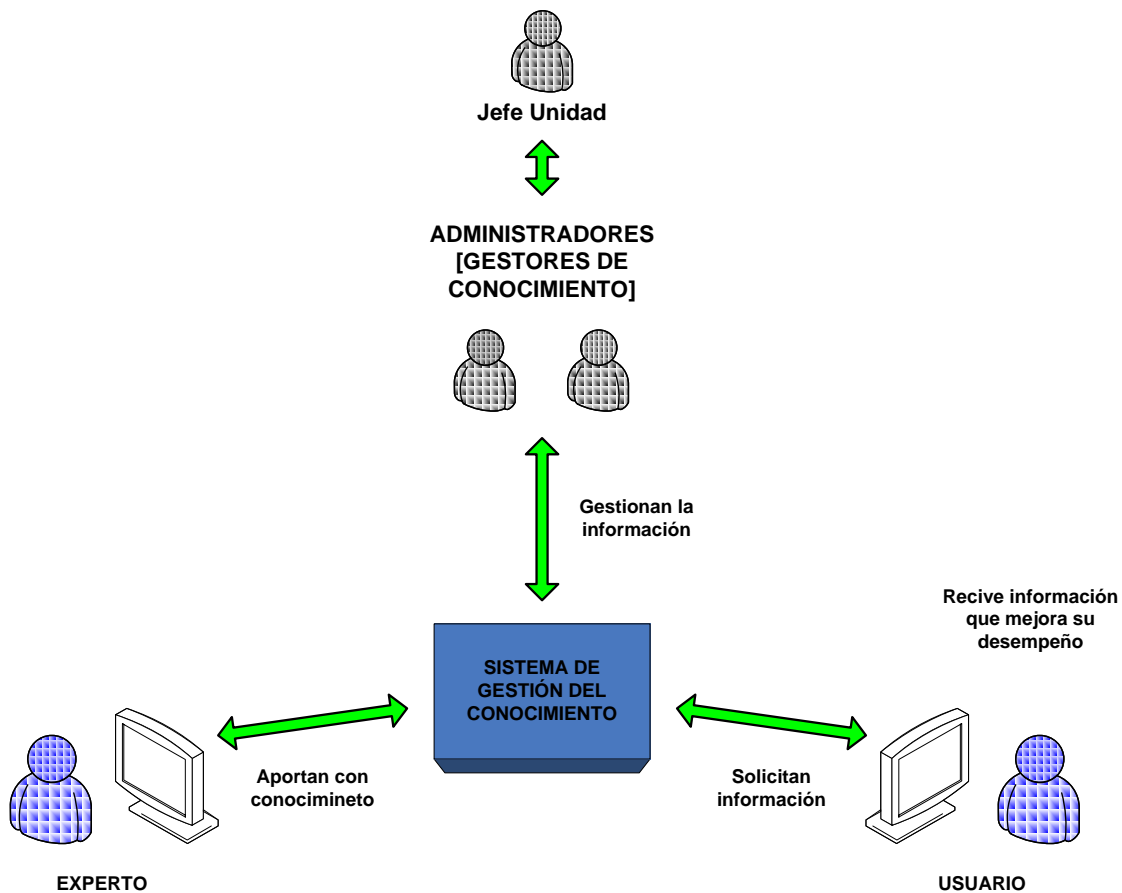 Jefe Unidad
ADMINISTRADORES
[GESTORES DE
CONOCIMIENTO]
Gestionan la
información
Recive información
que mejora su
desempeño
SISTEMA DE
GESTIÓN DEL
CONOCIMIENTO
Aportan con
conocimineto
Solicitan
información
EXPERTO
USUARIO